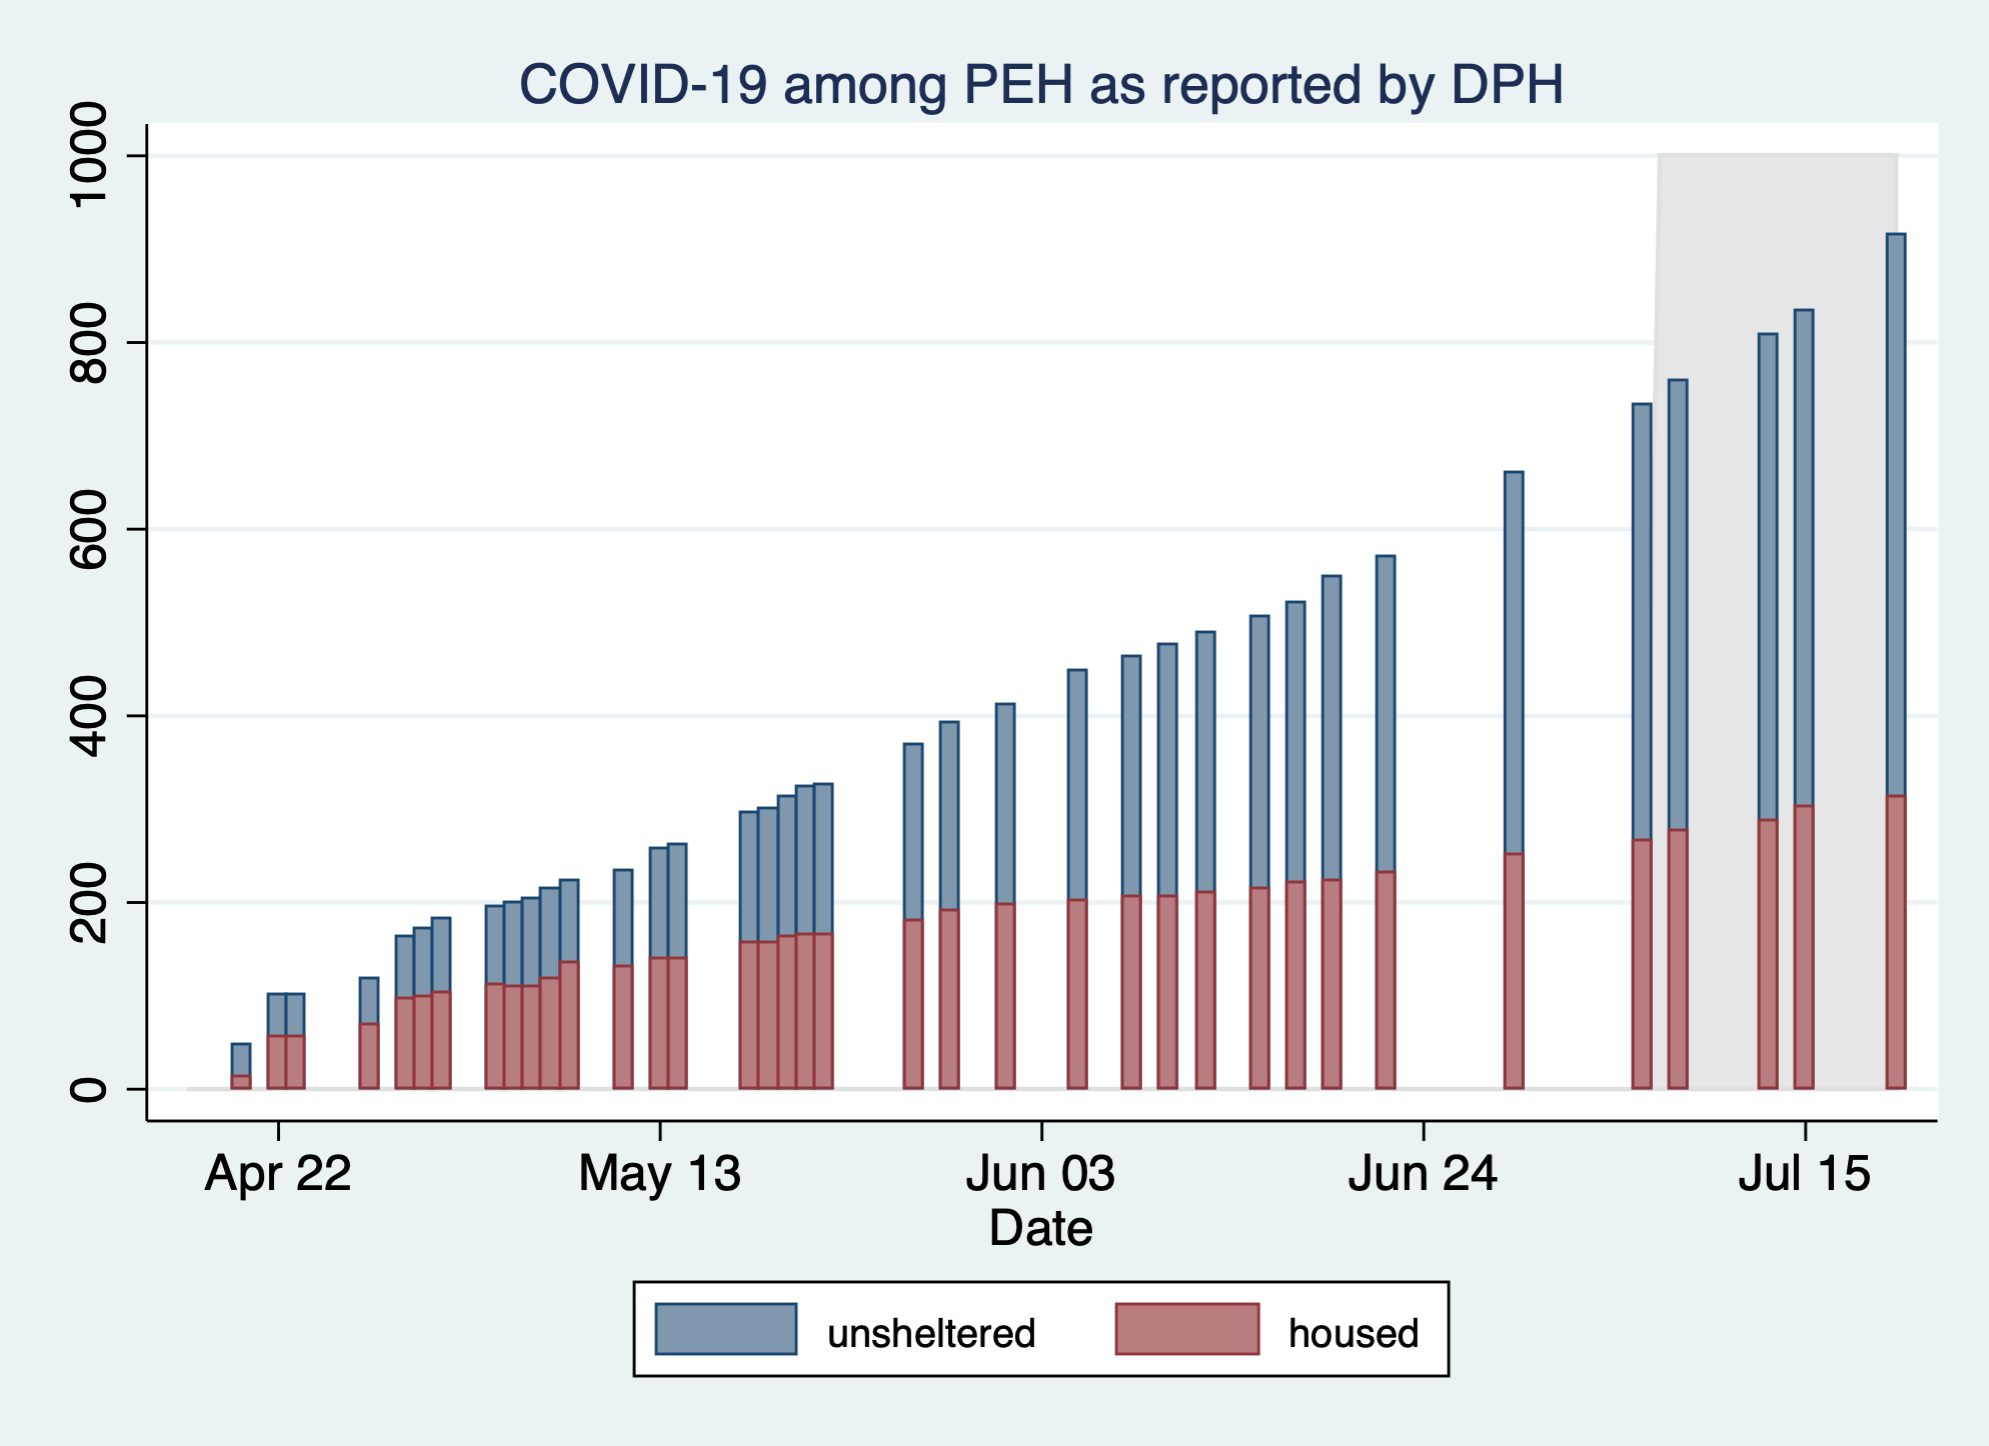 COVID-19 among PEH as reported by DPH
1000
800
600
400
200
0
Apr 22 May 13 Jun 03 Jun 24 Jul 15
Date
unsheltered housed